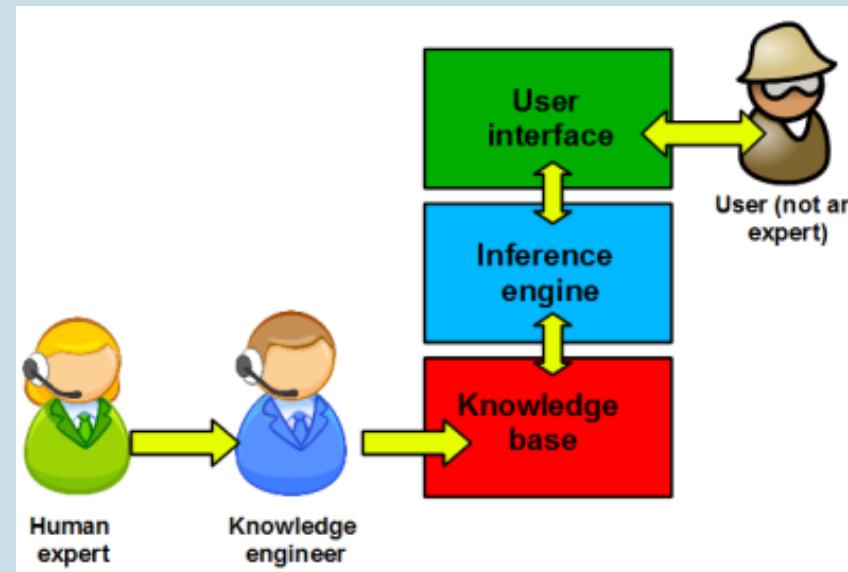 User
interface
User (not an
expert)
Inference
engine
Knowledge
base
Human
expert
Knowledge
engineer